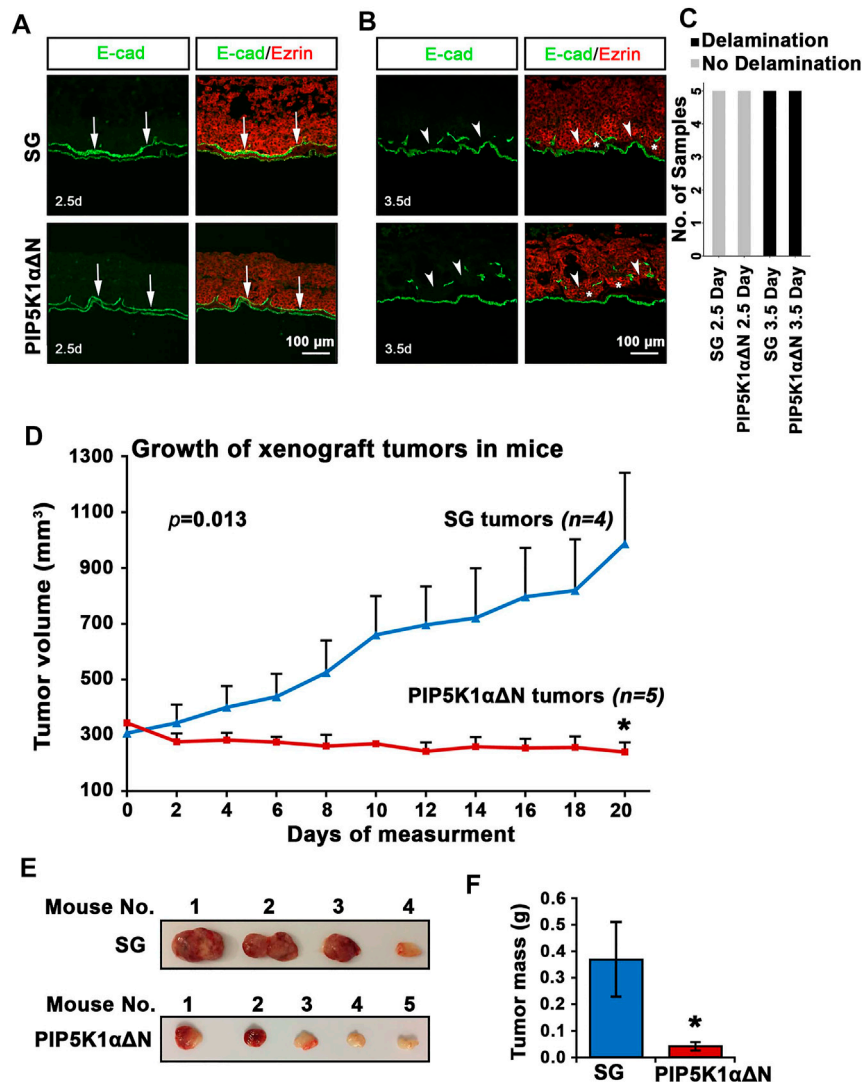 A
E-cad
E-cad/Ezrin
SG
2.5d
PIP5K1αΔN
2.5d
100 µm
B
E-cad
E-cad/Ezrin
3.5d
*
*
3.5d
*
*
100 µm
C
Delamination
No Delamination
No. of Samples
5
4
3
2
1
0
SG 2.5 Day
PIP5K1αΔN 2.5 Day
SG 3.5 Day
PIP5K1αΔN 3.5 Day
D
Growth of xenograft tumors in mice
Tumor volume (mm³)
1300
1100
900
700
500
300
100
p=0.013
SG tumors (n=4)
PIP5K1αΔN tumors (n=5)
*
0 2 4 6 8 10 12 14 16 18 20
Days of measurment
E
Mouse No. 1 2 3 4
SG
Mouse No. 1 2 3 4 5
PIP5K1αΔN
F
Tumor mass (g)
0.6
0.5
0.4
0.3
0.2
0.1
0.0
*
SG PIP5K1αΔN